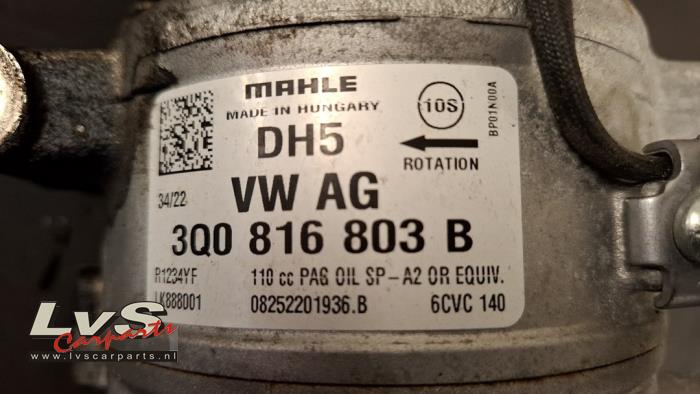 MAHLE
MADE IN HUNGARY
10S
BP01N00A
DH5
ROTATION
34/22
VW AG
3Q0 816 803 B
R1234YF 110 cc PAG OIL SP-A2 OR EQUIV.
LK888001 08252201936.B 6CVC 140
LvS
Carparts
www.lvscarparts.nl